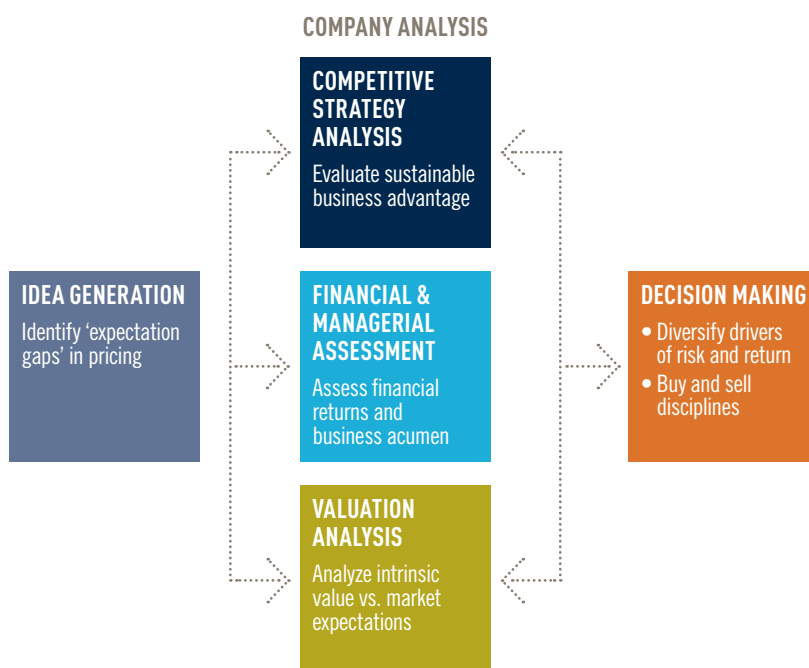 COMPANY ANALYSIS
COMPETITIVE
STRATEGY
ANALYSIS
Evaluate sustainable
business advantage
IDEA GENERATION
Identify ‘expectation
gaps’ in pricing
FINANCIAL &
MANAGERIAL
ASSESSMENT
Assess financial
returns and
business acumen
DECISION MAKING
• Diversify drivers
of risk and return
• Buy and sell
disciplines
VALUATION
ANALYSIS
Analyze intrinsic
value vs. market
expectations